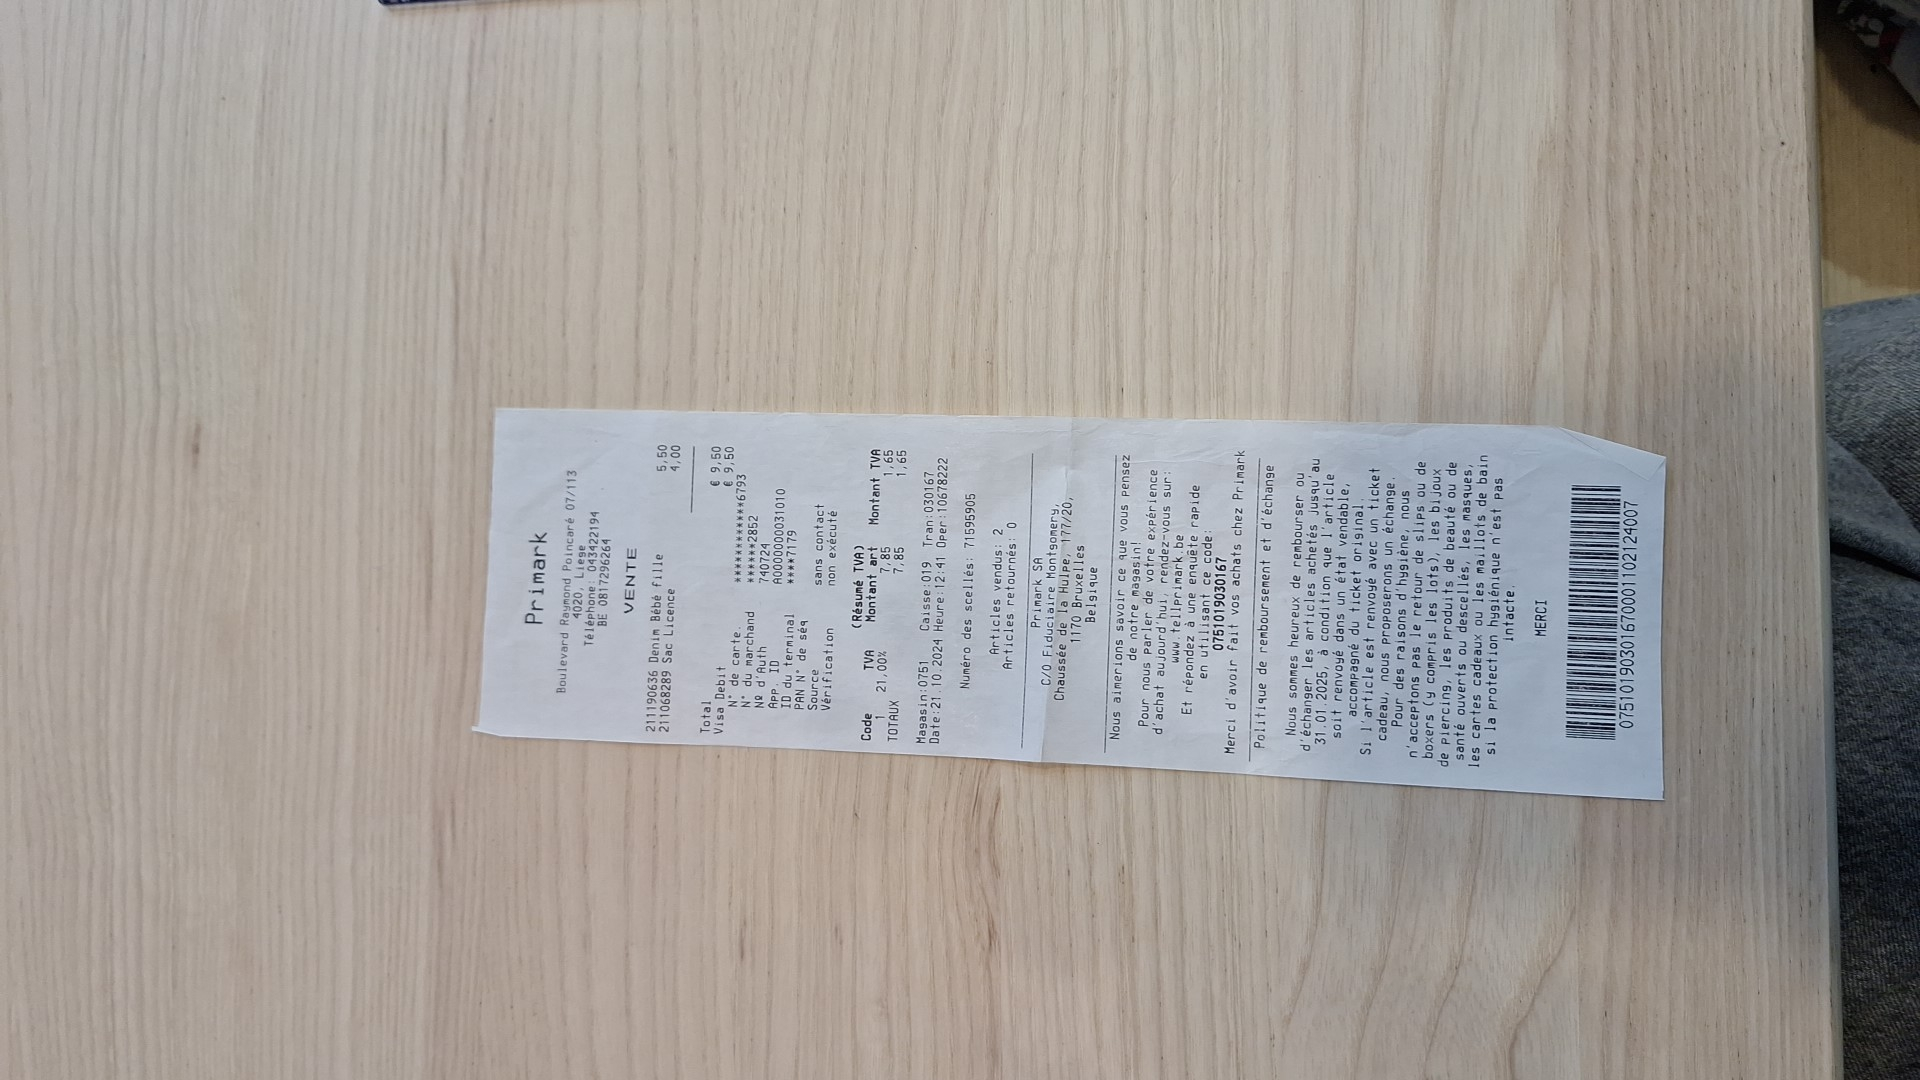 Primark
Boulevard Raymond Poincaré 07/113
4020, Liege
Téléphone: 043422194
BE 0817296264
VENTE
211190636 Denim Bébé Fille 5,50
211068289 Sac Licence 4,00
Total € 9,50
Visa Debit € 9,50
N° de carte. ************6793
N° du marchand ******2852
Nº d'Auth 740724
App. ID A0000000031010
ID du terminal ****7179
PAN N° de séq
Source sans contact
Vérification non exécuté
(Résumé TVA)
Code TVA Montant art Montant TVA
1 21,00% 7,85 1,65
TOTAUX 7,85 1,65
Magasin:0751 Caisse:019 Tran:030167
Date:21.10.2024 Heure:12:41 Oper:10678222
Numéro des scellés: 71595905
Articles vendus: 2
Articles retournés: 0
Primark SA
C/O Fiduciaire Montgomery,
Chaussée de la Hulpe, 177/20,
1170 Bruxelles
Belgique
Nous aimerions savoir ce que vous pensez
de notre magasin!
Pour nous parler de votre expérience
d'achat aujourd'hui, rendez-vous sur:
www.tellprimark.be
Et répondez à une enquête rapide
en utilisant ce code:
075101903016​7
Merci d'avoir fait vos achats chez Primark
Politique de remboursement et d'échange
Nous sommes heureux de rembourser ou
d'échanger les articles achetés jusqu'au
31.01.2025, à condition que l'article
soit renvoyé dans un état vendable,
accompagné du ticket original.
Si l'article est renvoyé avec un ticket
cadeau, nous proposerons un échange.
Pour des raisons d'hygiène, nous
n'acceptons pas le retour de slips ou de
boxers (y compris les lots), les bijoux
de piercing, les produits de beauté ou de
santé ouverts ou descellés, les masques,
les cartes cadeaux ou les maillots de bain
si la protection hygiénique n'est pas
intacte.
MERCI
0751019030167000110212​4007